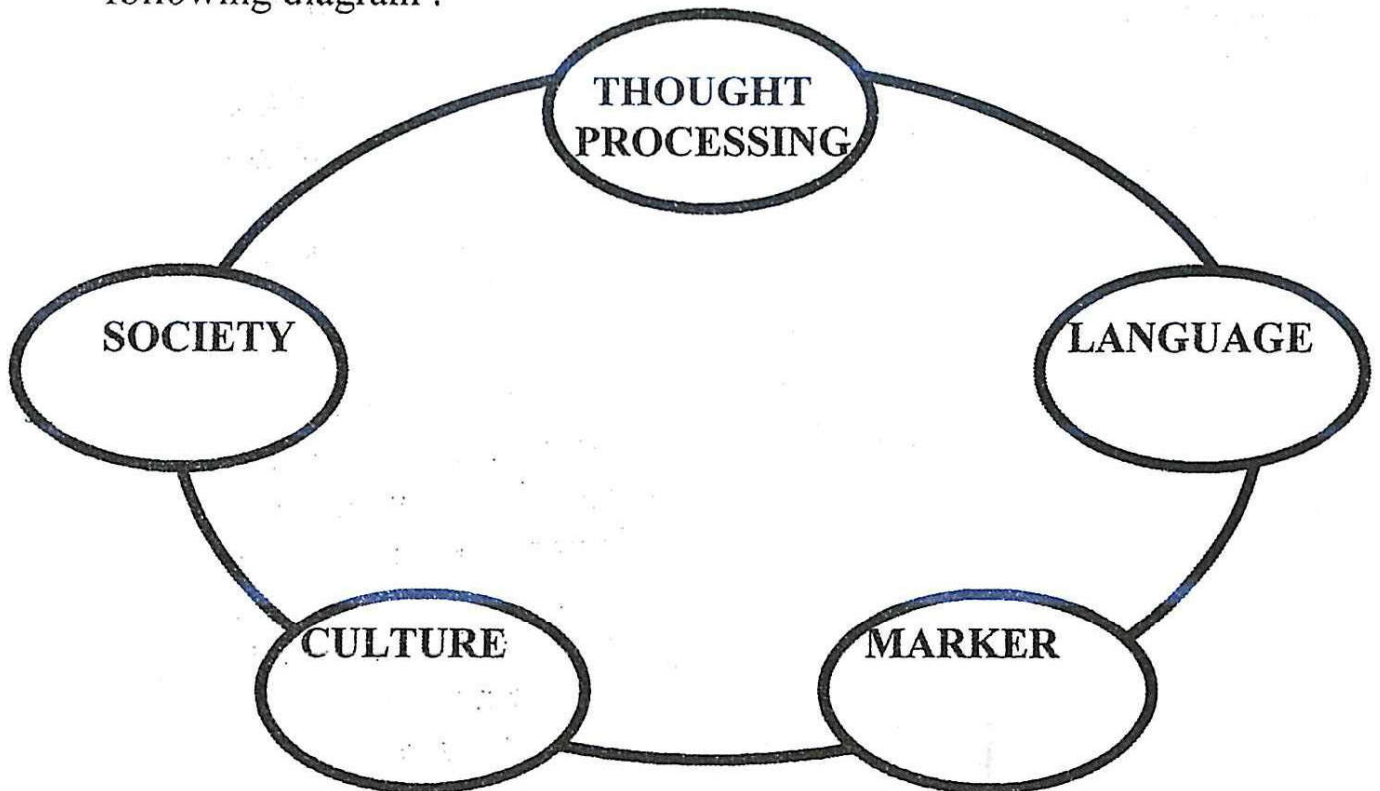 following diagram :
THOUGHT
PROCESSING
SOCIETY
LANGUAGE
CULTURE
MARKER